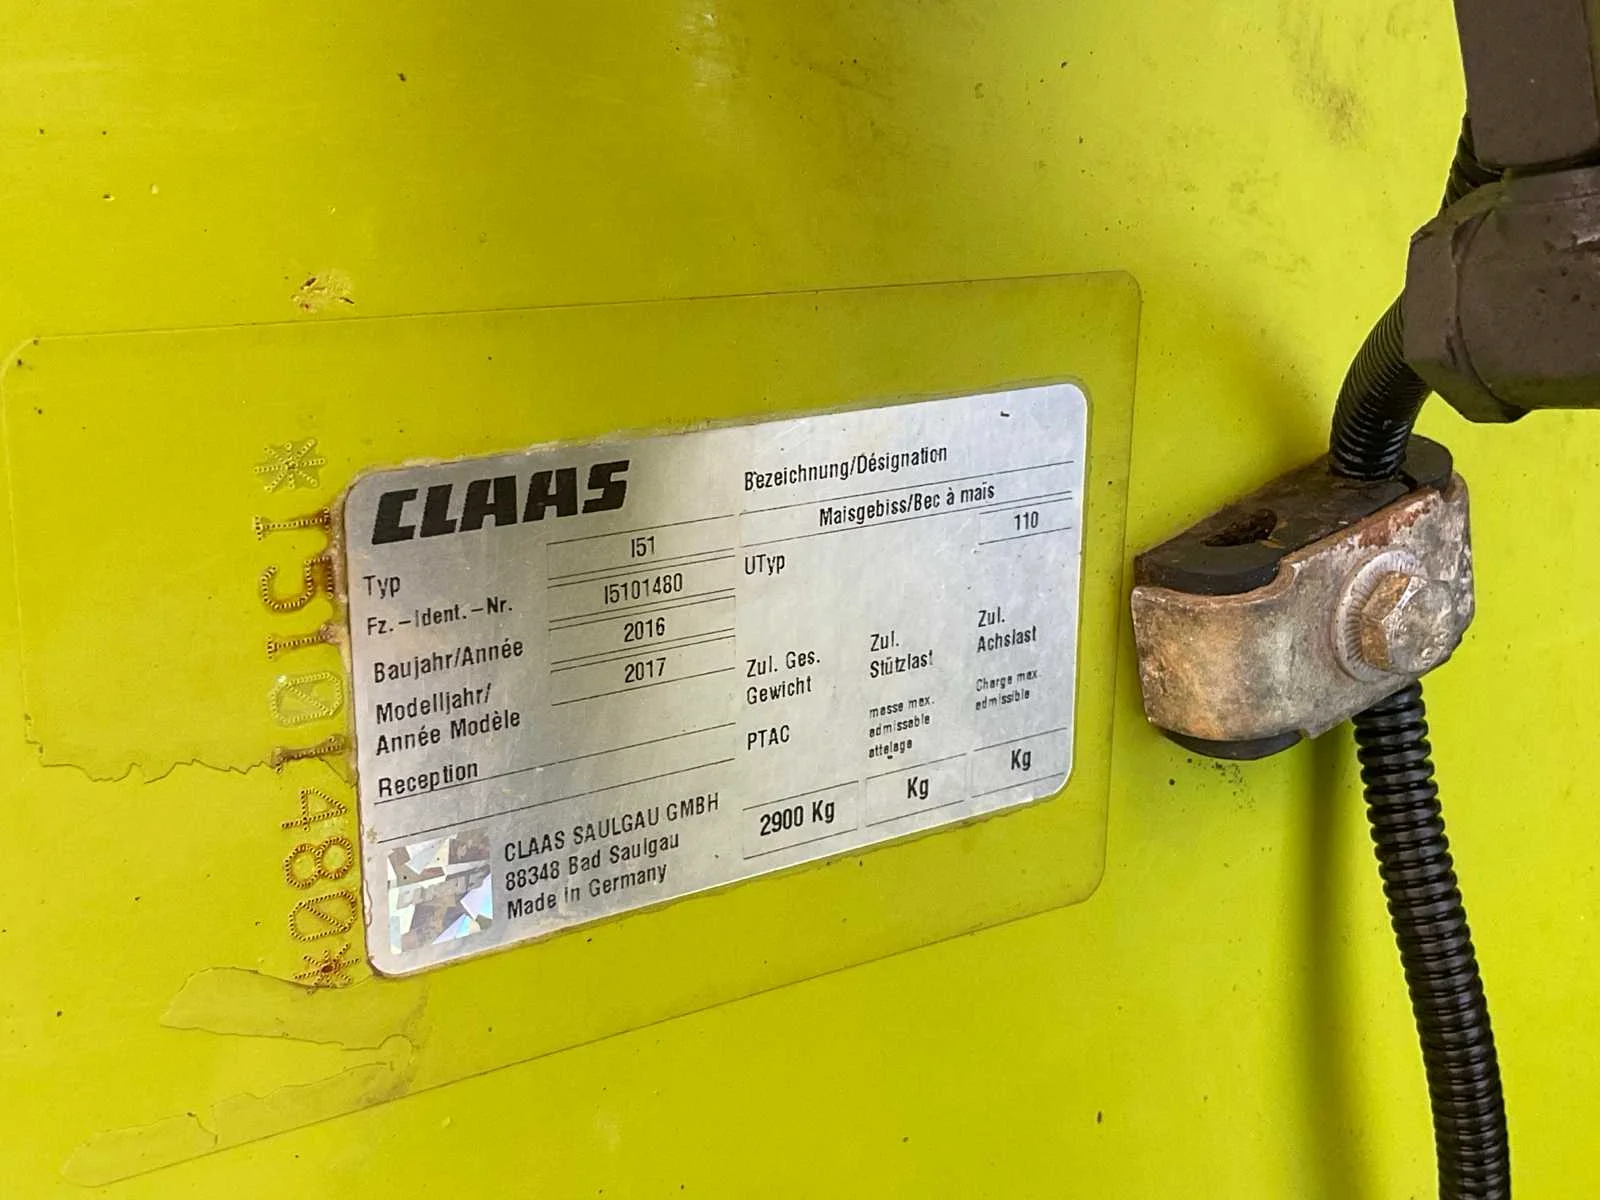 *I5101480*
CLAAS
Typ I51
Fz.-Ident.-Nr. I5101480
Baujahr/Année 2016
Modelljahr/
Année Modèle 2017
Reception
Bezeichnung/Désignation
Maisgebiss/Bec à maïs
UTyp 110
Zul. Ges.
Gewicht
PTAC
2900 Kg
Zul.
Stützlast
masse max.
admissable
attelage
Kg
Zul.
Achslast
Charge max.
admissible
Kg
CLAAS SAULGAU GMBH
88348 Bad Saulgau
Made in Germany